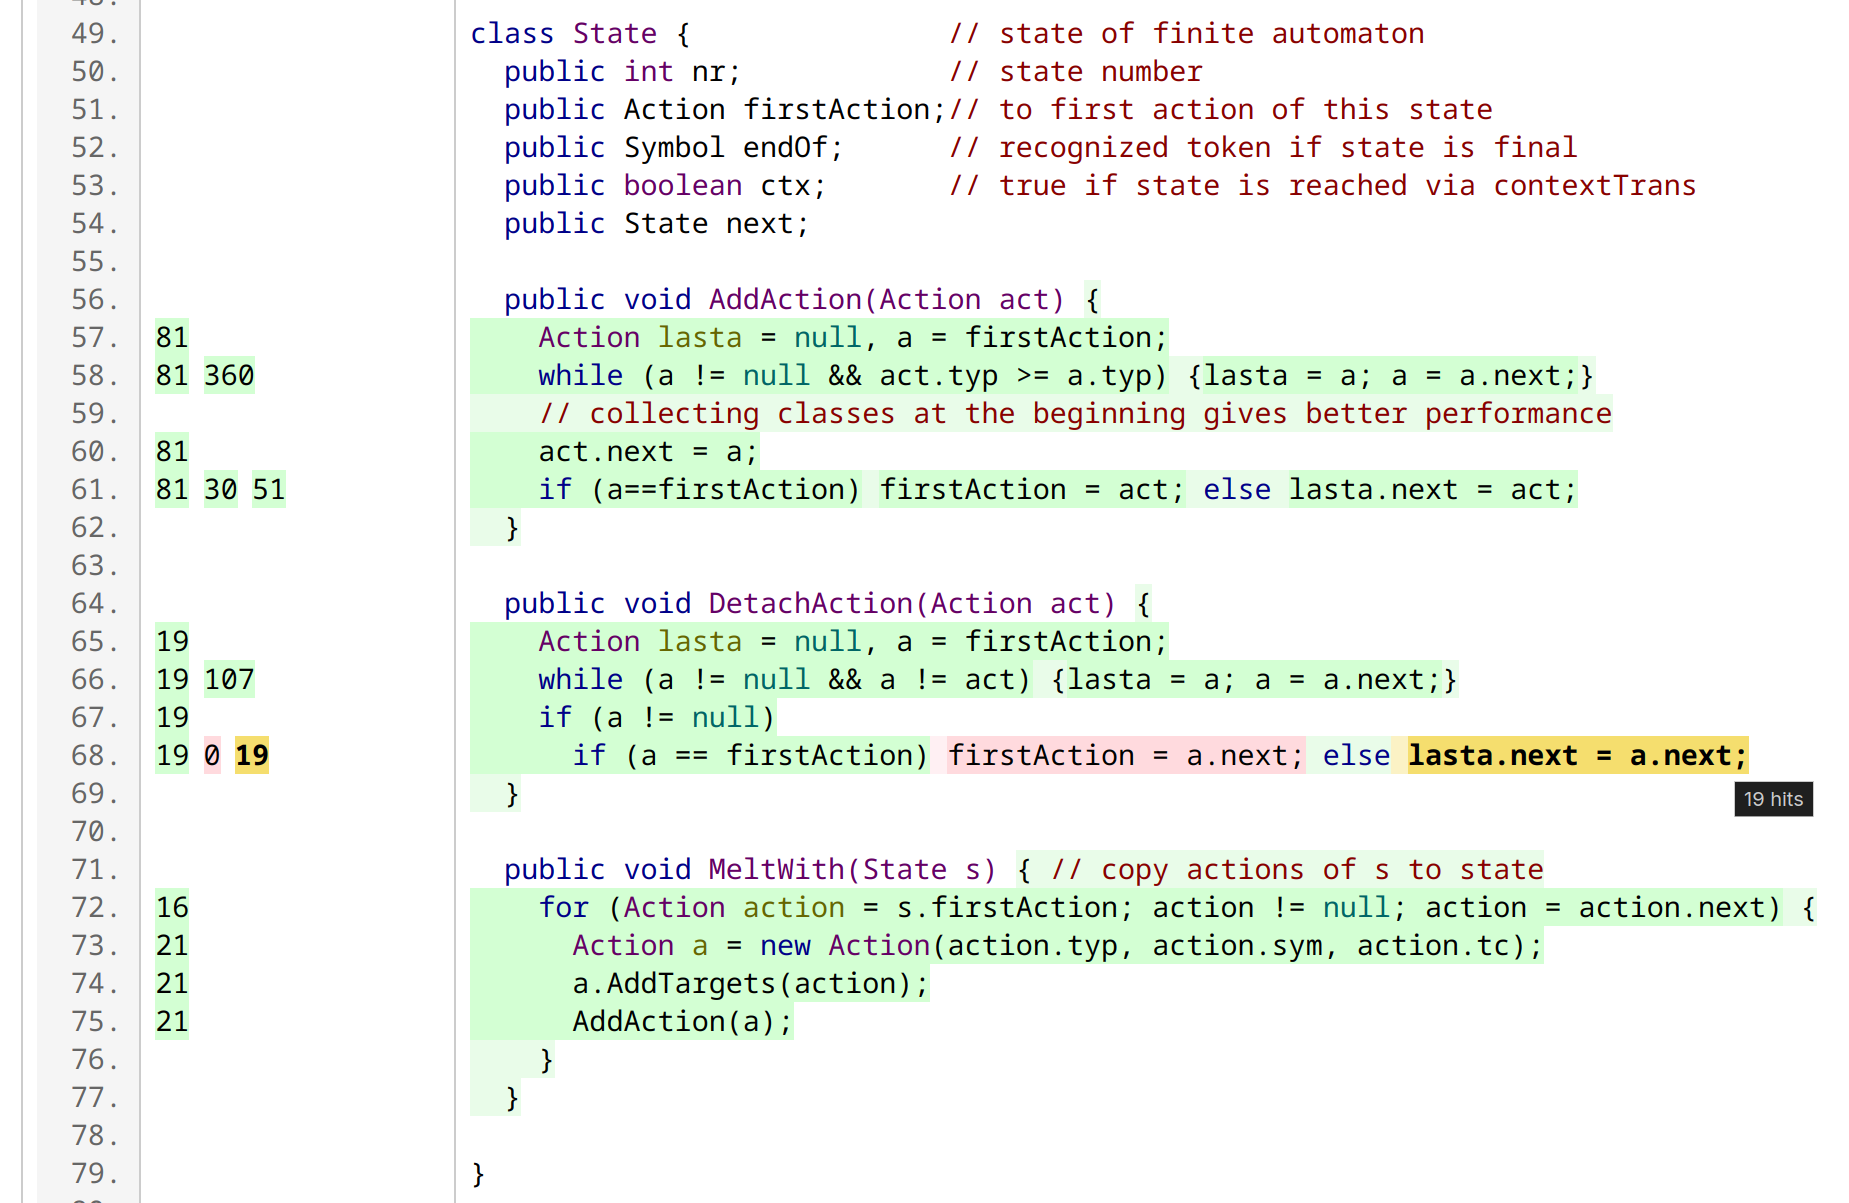 49. class State { // state of finite automaton
50. public int nr; // state number
51. public Action firstAction;// to first action of this state
52. public Symbol endOf; // recognized token if state is final
53. public boolean ctx; // true if state is reached via contextTrans
54. public State next;
55.
56. public void AddAction(Action act) {
57. 81 Action lasta = null, a = firstAction;
58. 81 360 while (a != null && act.typ >= a.typ) {lasta = a; a = a.next;}
59. // collecting classes at the beginning gives better performance
60. 81 act.next = a;
61. 81 30 51 if (a==firstAction) firstAction = act; else lasta.next = act;
62. }
63.
64. public void DetachAction(Action act) {
65. 19 Action lasta = null, a = firstAction;
66. 19 107 while (a != null && a != act) {lasta = a; a = a.next;}
67. 19 if (a != null)
68. 19 0 19 if (a == firstAction) firstAction = a.next; else lasta.next = a.next;
69. }
19 hits
70.
71. public void MeltWith(State s) { // copy actions of s to state
72. 16 for (Action action = s.firstAction; action != null; action = action.next) {
73. 21 Action a = new Action(action.typ, action.sym, action.tc);
74. 21 a.AddTargets(action);
75. 21 AddAction(a);
76. }
77. }
78.
79. }